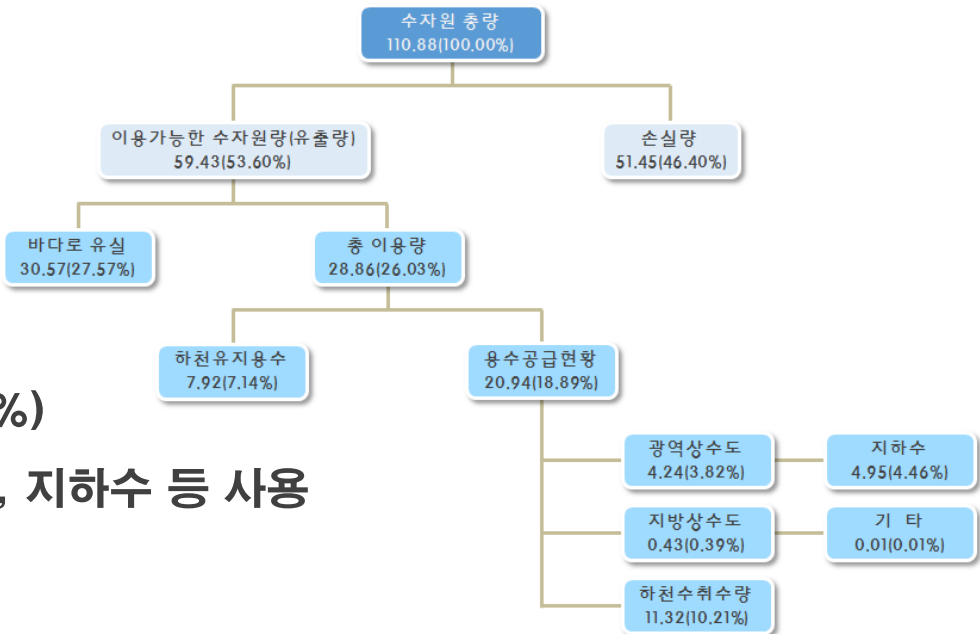 수자원 총량
110.88(100.00%)
이용가능한 수자원량(유출량)
59.43(53.60%)
손실량
51.45(46.40%)
바다로 유실
30.57(27.57%)
총 이용량
28.86(26.03%)
하천유지용수
7.92(7.14%)
용수공급현황
20.94(18.89%)
%)
, 지하수 등 사용
광역상수도
4.24(3.82%)
지하수
4.95(4.46%)
지방상수도
0.43(0.39%)
기 타
0.01(0.01%)
하천수취수량
11.32(10.21%)